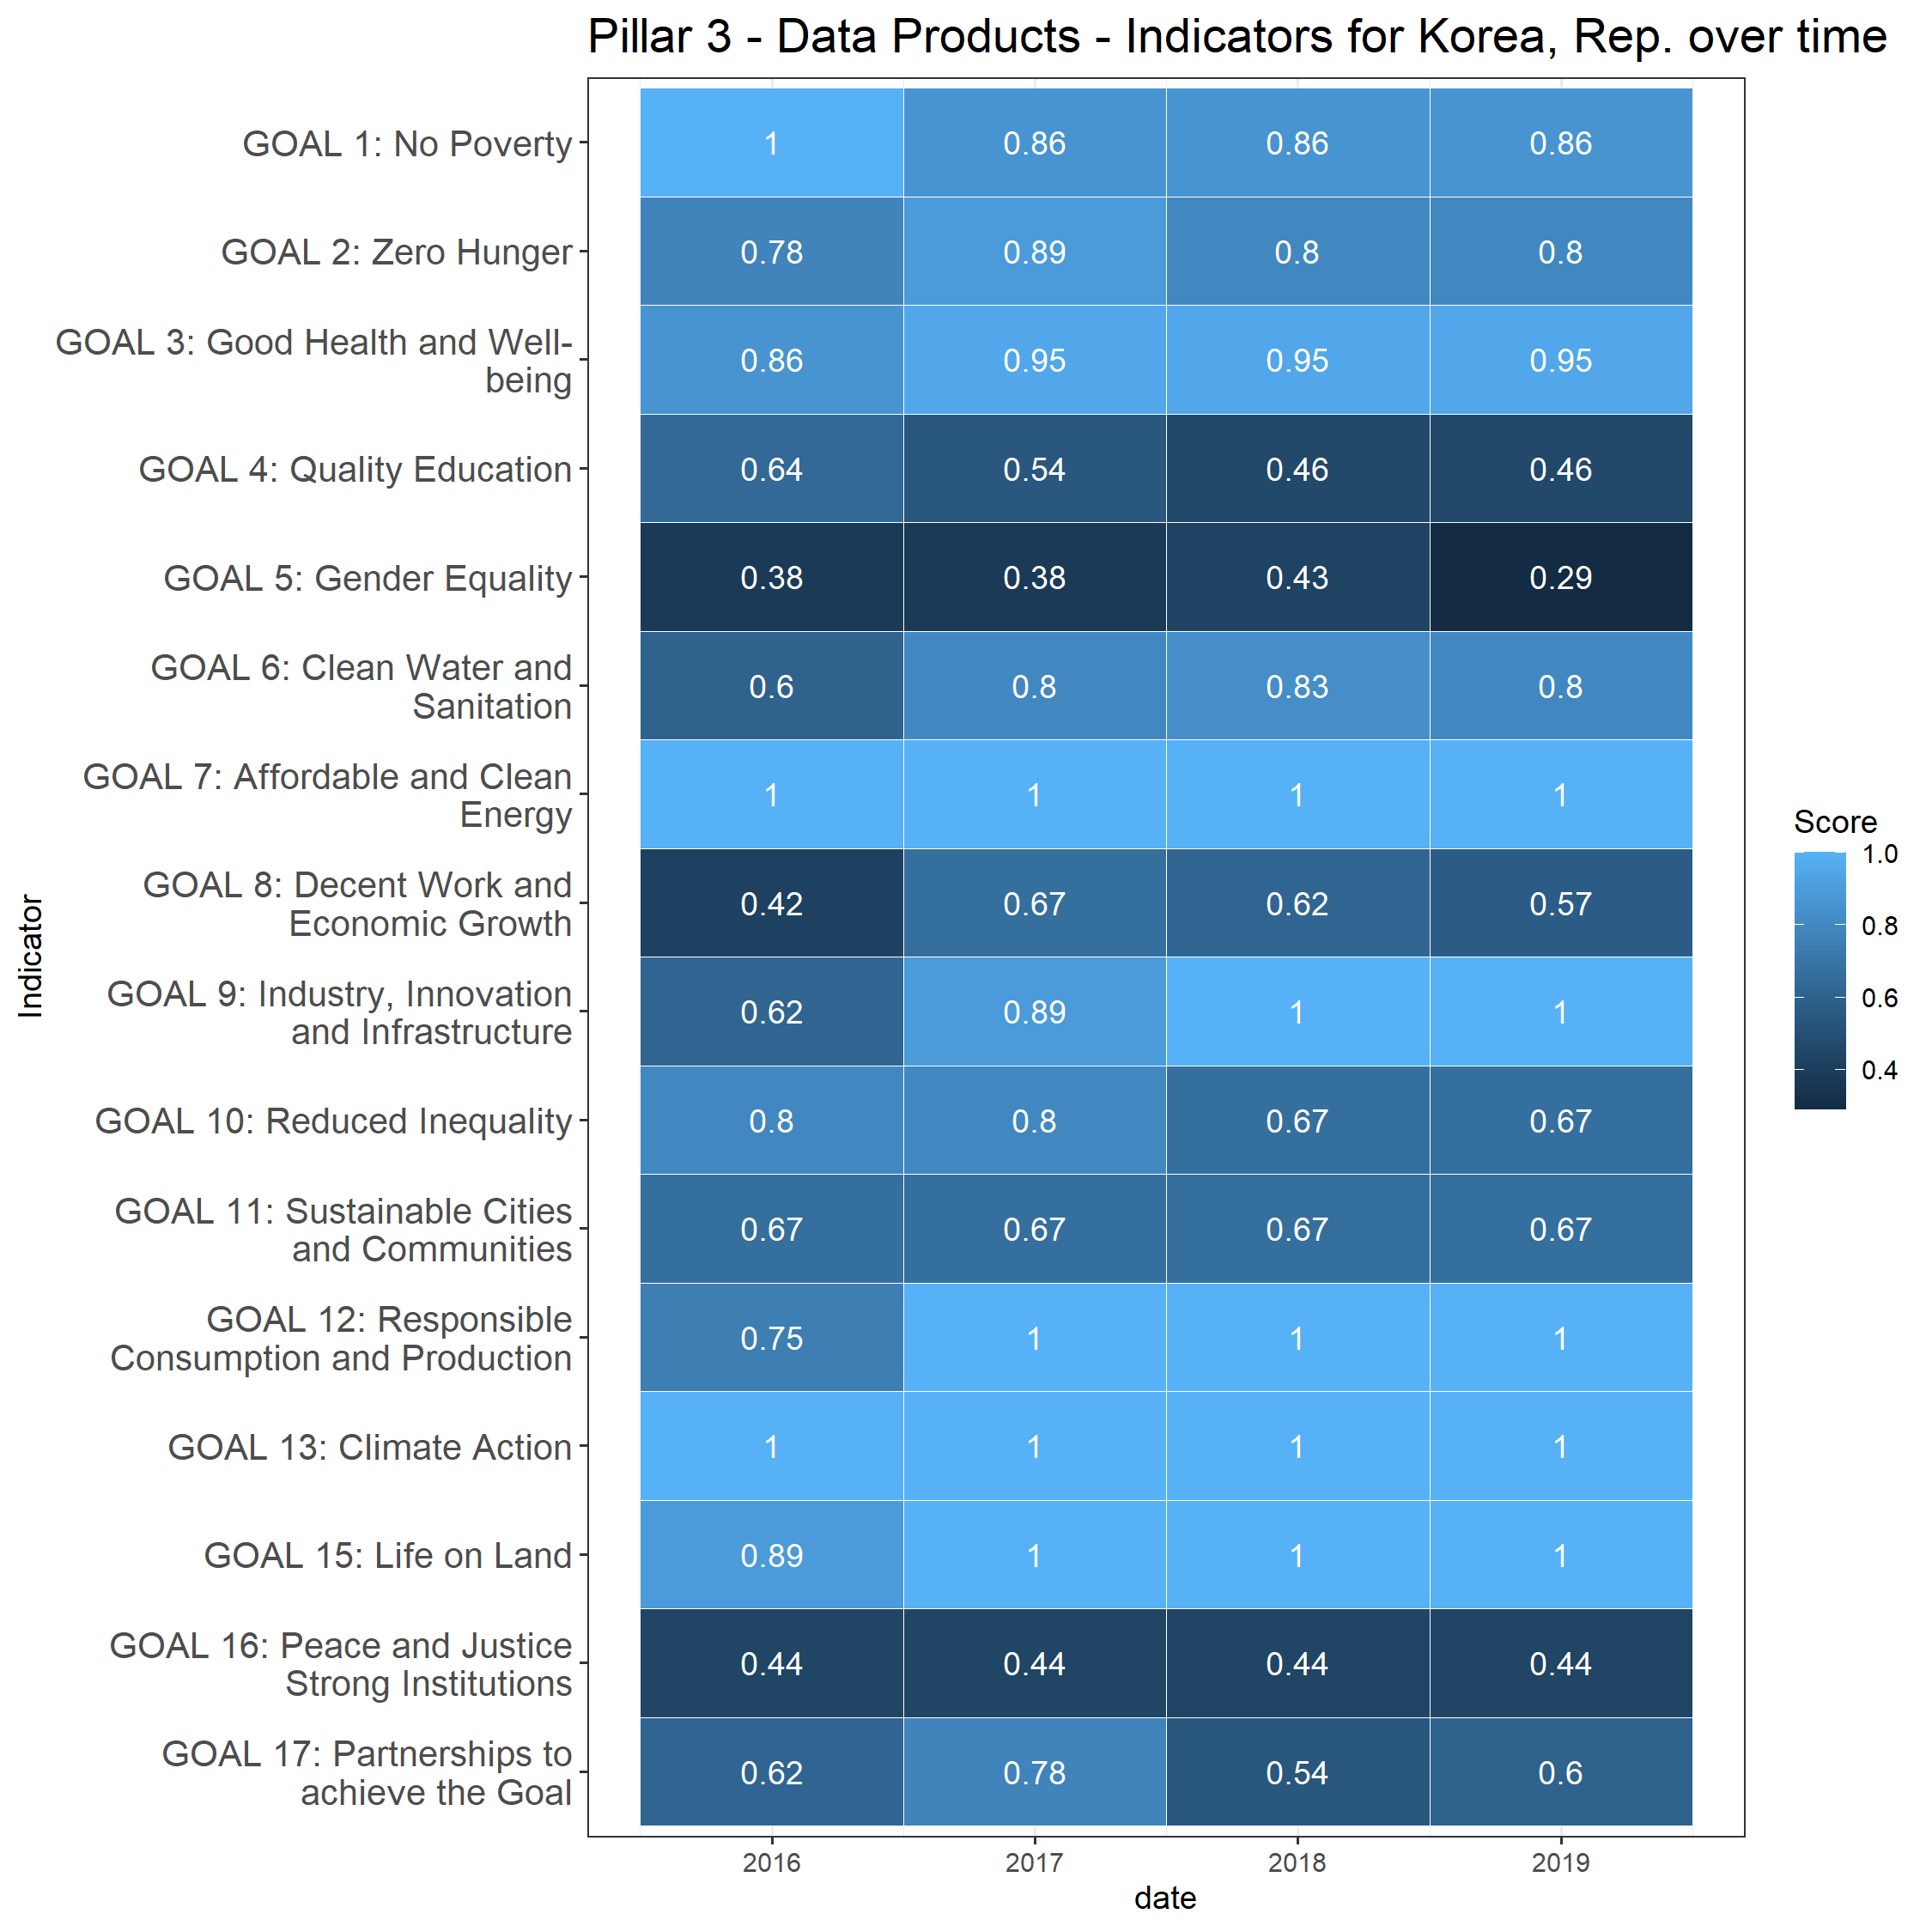 Pillar 3 - Data Products - Indicators for Korea, Rep. over time
GOAL 1: No Poverty
1 0.86 0.86 0.86
GOAL 2: Zero Hunger
0.78 0.89 0.8 0.8
GOAL 3: Good Health and Well-
being
0.86 0.95 0.95 0.95
GOAL 4: Quality Education
0.64 0.54 0.46 0.46
GOAL 5: Gender Equality
0.38 0.38 0.43 0.29
GOAL 6: Clean Water and
Sanitation
0.6 0.8 0.83 0.8
GOAL 7: Affordable and Clean
Energy
1 1 1 1
GOAL 8: Decent Work and
Economic Growth
0.42 0.67 0.62 0.57
GOAL 9: Industry, Innovation
and Infrastructure
0.62 0.89 1 1
GOAL 10: Reduced Inequality
0.8 0.8 0.67 0.67
GOAL 11: Sustainable Cities
and Communities
0.67 0.67 0.67 0.67
GOAL 12: Responsible
Consumption and Production
0.75 1 1 1
GOAL 13: Climate Action
1 1 1 1
GOAL 15: Life on Land
0.89 1 1 1
GOAL 16: Peace and Justice
Strong Institutions
0.44 0.44 0.44 0.44
GOAL 17: Partnerships to
achieve the Goal
0.62 0.78 0.54 0.6
2016 2017 2018 2019
date
Indicator
Score
1.0
0.8
0.6
0.4